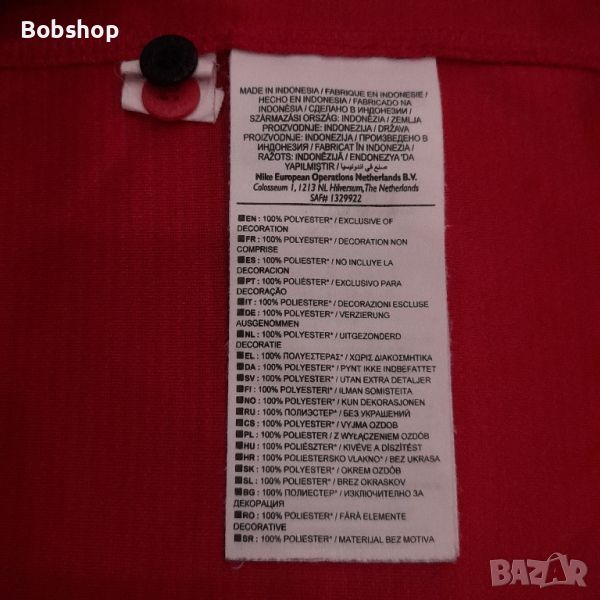 Bobshop
MADE IN INDONESIA / FABRIQUE EN INDONESIE /
HECHO EN INDONESIA / FABRICADO NA
INDONÉSIA / СДЕЛАНО В ИНДОНЕЗИИ /
SZÁRMAZÁSI ORSZÁG: INDONÉZIA / ZEMLJA
PROIZVODNJE: INDONEZIJA / DRŽAVA
PROIZVODNJE: INDONEZIJA / ПРОИЗВЕДЕНО В
ИНДОНЕЗИЯ / FABRICAT ÎN INDONEZIA /
RAŽOTS: INDONĒZIJĀ / ENDONEZYA 'DA
YAPILMIŞTIR / صنع في اندونوسيا
Nike European Operations Netherlands B.V.
Colosseum 1, 1213 NL Hilversum, The Netherlands
SAF# 1329922
EN : 100% POLYESTER* / EXCLUSIVE OF
DECORATION
FR : 100% POLYESTER* / DECORATION NON
COMPRISE
ES : 100% POLIESTER* / NO INCLUYE LA
DECORACION
PT : 100% POLIÉSTER* / EXCLUSIVO PARA
DECORAÇÃO
IT : 100% POLIESTERE* / DECORAZIONI ESCLUSE
DE : 100% POLYESTER* / VERZIERUNG
AUSGENOMMEN
NL : 100% POLYESTER* / UITGEZONDERD
DECORATIE
EL : 100% ΠΟΛΥΕΣΤΕΡΑΣ* / ΧΩΡΙΣ ΔΙΑΚΟΣΜΗΤΙΚΑ
DA : 100% POLYESTER* / PYNT IKKE INDBEFATTET
SV : 100% POLYESTER* / UTAN EXTRA DETALJER
FI : 100% POLYESTERI* / ILMAN SOMISTEITA
NO : 100% POLYESTER* / KUN DEKORASJONEN
RU : 100% ПОЛИЭСТЕР* / БЕЗ УКРАШЕНИЙ
CS : 100% POLYESTER* / VYJMA OZDOB
PL : 100% POLIESTER / Z WYŁĄCZENIEM OZDÓB
HU : 100% POLIÉSZTER* / KIVÉVE A DÍSZÍTÉST
HR : 100% POLIESTERSKO VLAKNO* / BEZ UKRASA
SK : 100% POLYESTER* / OKREM OZDÔB
SL : 100% POLIESTER* / BREZ OKRASKOV
BG : 100% ПОЛИЕСТЕР* / ИЗКЛЮЧИТЕЛНО ЗА
ДЕКОРАЦИЯ
RO : 100% POLIESTER* / FĂRĂ ELEMENTE
DECORATIVE
SR : 100% POLIESTER* / MATERIJAL BEZ MOTIVA
BAZAR